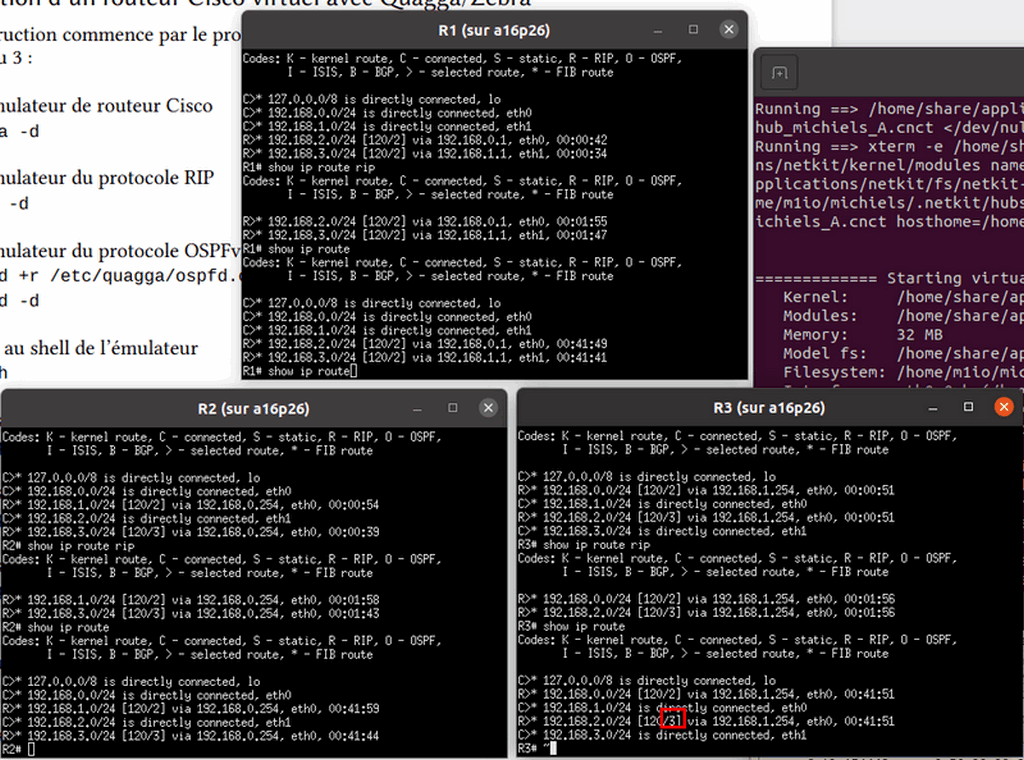 tion d'un routeur Cisco virtuel avec Quagga/Zebra
ruction commence par le pro
u 3 :
mulateur de routeur Cisco
a -d
mulateur du protocole RIP
-d
mulateur du protocole OSPFv
d +r /etc/quagga/ospfd.
d -d
au shell de l'émulateur
h
R1 (sur a16p26)
Codes: K - kernel route, C - connected, S - static, R - RIP, O - OSPF,
I - ISIS, B - BGP, > - selected route, * - FIB route
C>* 127.0.0.0/8 is directly connected, lo
C>* 192.168.0.0/24 is directly connected, eth0
C>* 192.168.1.0/24 is directly connected, eth1
R>* 192.168.2.0/24 [120/2] via 192.168.0.1, eth0, 00:00:42
R>* 192.168.3.0/24 [120/2] via 192.168.1.1, eth1, 00:00:34
R1# show ip route rip
Codes: K - kernel route, C - connected, S - static, R - RIP, O - OSPF,
I - ISIS, B - BGP, > - selected route, * - FIB route
R>* 192.168.2.0/24 [120/2] via 192.168.0.1, eth0, 00:01:55
R>* 192.168.3.0/24 [120/2] via 192.168.1.1, eth1, 00:01:47
R1# show ip route
Codes: K - kernel route, C - connected, S - static, R - RIP, O - OSPF,
I - ISIS, B - BGP, > - selected route, * - FIB route
C>* 127.0.0.0/8 is directly connected, lo
C>* 192.168.0.0/24 is directly connected, eth0
C>* 192.168.1.0/24 is directly connected, eth1
R>* 192.168.2.0/24 [120/2] via 192.168.0.1, eth0, 00:41:49
R>* 192.168.3.0/24 [120/2] via 192.168.1.1, eth1, 00:41:41
R1# show ip route
Running ==> /home/share/appli
hub_michiels_A.cnct </dev/nul
Running ==> xterm -e /home/sh
ns/netkit/kernel/modules name
pplications/netkit/fs/netkit-
me/m1io/michiels/.netkit/hubs
ichiels_A.cnct hosthome=/home
============= Starting virtua
Kernel: /home/share/ap
Modules: /home/share/ap
Memory: 32 MB
Model fs: /home/share/ap
Filesystem: /home/m1io/mic
R2 (sur a16p26)
Codes: K - kernel route, C - connected, S - static, R - RIP, O - OSPF,
I - ISIS, B - BGP, > - selected route, * - FIB route
C>* 127.0.0.0/8 is directly connected, lo
C>* 192.168.0.0/24 is directly connected, eth0
R>* 192.168.1.0/24 [120/2] via 192.168.0.254, eth0, 00:00:54
C>* 192.168.2.0/24 is directly connected, eth1
R>* 192.168.3.0/24 [120/3] via 192.168.0.254, eth0, 00:00:39
R2# show ip route rip
Codes: K - kernel route, C - connected, S - static, R - RIP, O - OSPF,
I - ISIS, B - BGP, > - selected route, * - FIB route
R>* 192.168.1.0/24 [120/2] via 192.168.0.254, eth0, 00:01:58
R>* 192.168.3.0/24 [120/3] via 192.168.0.254, eth0, 00:01:43
R2# show ip route
Codes: K - kernel route, C - connected, S - static, R - RIP, O - OSPF,
I - ISIS, B - BGP, > - selected route, * - FIB route
C>* 127.0.0.0/8 is directly connected, lo
C>* 192.168.0.0/24 is directly connected, eth0
R>* 192.168.1.0/24 [120/2] via 192.168.0.254, eth0, 00:41:59
C>* 192.168.2.0/24 is directly connected, eth1
R>* 192.168.3.0/24 [120/3] via 192.168.0.254, eth0, 00:41:44
R2#
R3 (sur a16p26)
Codes: K - kernel route, C - connected, S - static, R - RIP, O - OSPF,
I - ISIS, B - BGP, > - selected route, * - FIB route
C>* 127.0.0.0/8 is directly connected, lo
R>* 192.168.0.0/24 [120/2] via 192.168.1.254, eth0, 00:00:51
C>* 192.168.1.0/24 is directly connected, eth0
R>* 192.168.2.0/24 [120/3] via 192.168.1.254, eth0, 00:00:51
C>* 192.168.3.0/24 is directly connected, eth1
R3# show ip route rip
Codes: K - kernel route, C - connected, S - static, R - RIP, O - OSPF,
I - ISIS, B - BGP, > - selected route, * - FIB route
R>* 192.168.0.0/24 [120/2] via 192.168.1.254, eth0, 00:01:56
R>* 192.168.2.0/24 [120/3] via 192.168.1.254, eth0, 00:01:56
R3# show ip route
Codes: K - kernel route, C - connected, S - static, R - RIP, O - OSPF,
I - ISIS, B - BGP, > - selected route, * - FIB route
C>* 127.0.0.0/8 is directly connected, lo
R>* 192.168.0.0/24 [120/2] via 192.168.1.254, eth0, 00:41:51
C>* 192.168.1.0/24 is directly connected, eth0
R>* 192.168.2.0/24 [120/3] via 192.168.1.254, eth0, 00:41:51
C>* 192.168.3.0/24 is directly connected, eth1
R3# ~